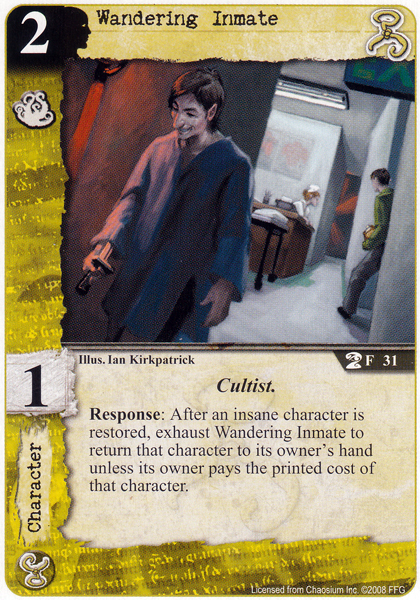 2
Wandering Inmate
Illus. Ian Kirkpatrick
F 31
1
Cultist.
Response: After an insane character is
restored, exhaust Wandering Inmate to
return that character to its owner's hand
unless its owner pays the printed cost of
that character.
Character
Licensed from Chaosium Inc. ©2008 FFG